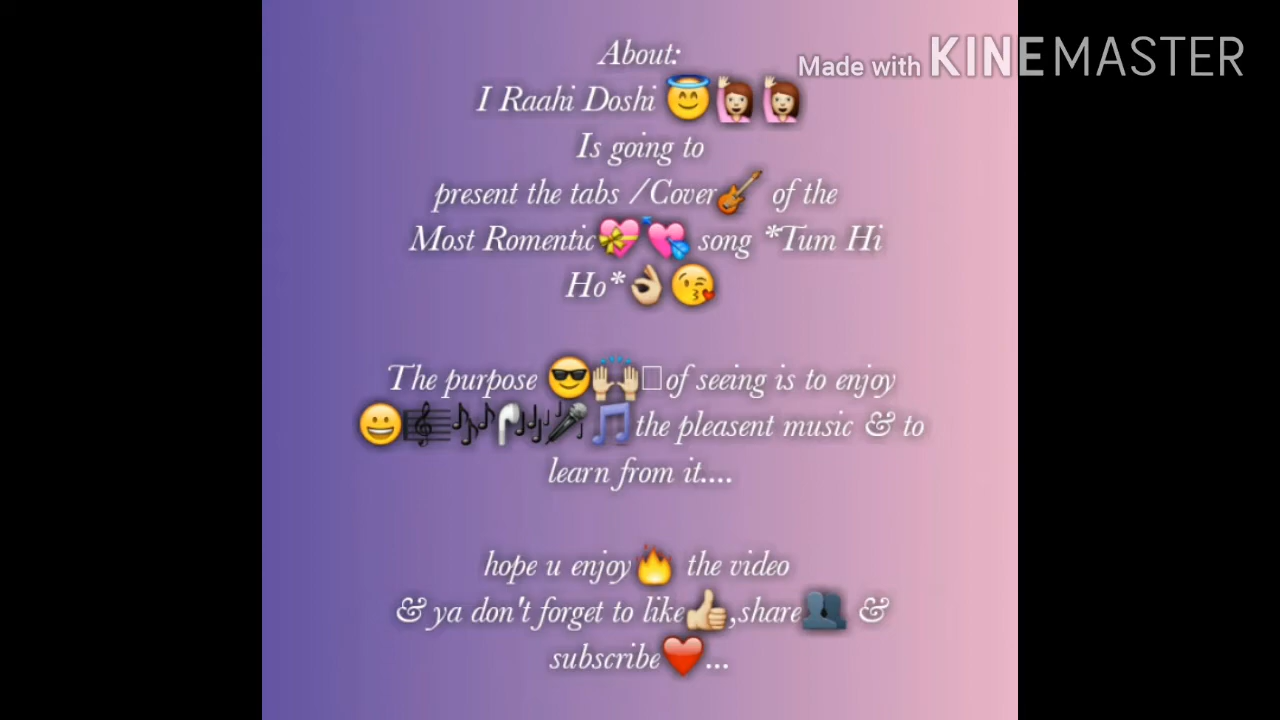 About:
Made with KINEMASTER
I Raahi Doshi 😇🙋🙋
Is going to
present the tabs /Cover🎸 of the
Most Romentic💝💘 song *Tum Hi
Ho*👌😘
The purpose 😎🙌□of seeing is to enjoy
😀🎼🎶🎧🎶🎤🎵the pleasent music & to
learn from it....
hope u enjoy🔥 the video
& ya don't forget to like👍,share👥 &
subscribe❤️...